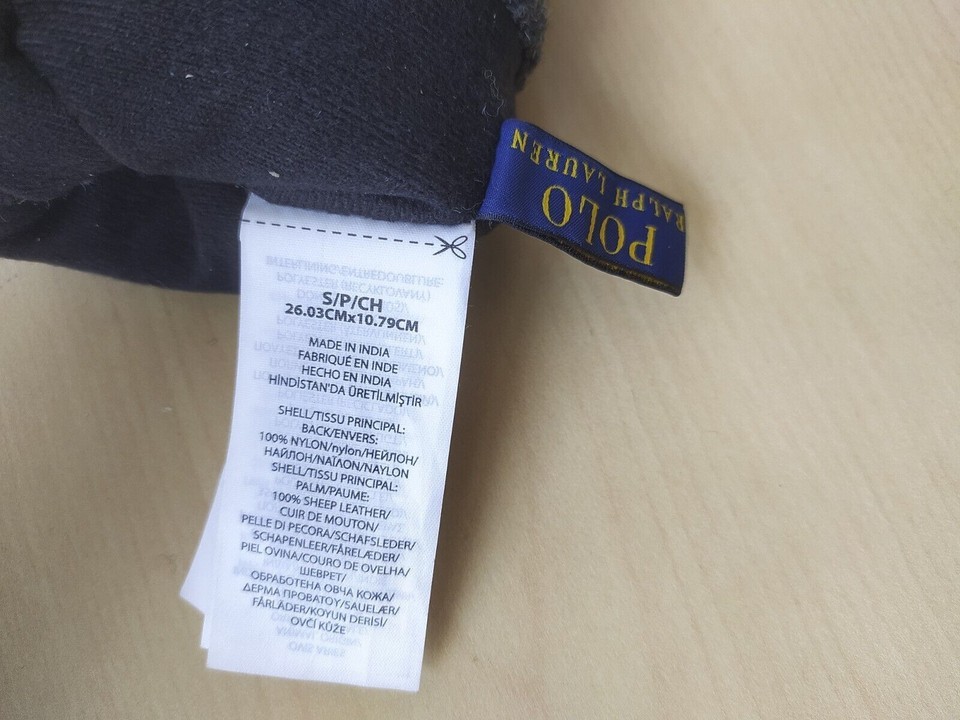 POLO
RALPH LAUREN
S/P/CH
26.03CMx10.79CM
MADE IN INDIA
FABRIQUÉ EN INDE
HECHO EN INDIA
HİNDİSTAN'DA ÜRETİLMİŞTİR
SHELL/TISSU PRINCIPAL:
BACK/ENVERS:
100% NYLON/nylon/НЕЙЛОН/
НАЙЛОН/ΝΑΪΛΟΝ/NAYLON
SHELL/TISSU PRINCIPAL:
PALM/PAUME:
100% SHEEP LEATHER/
CUIR DE MOUTON/
PELLE DI PECORA/SCHAFSLEDER/
SCHAPENLEER/FÅRELÆDER/
PIEL OVINA/COURO DE OVELHA/
ШЕВРЕТ/
ОБРАБОТЕНА ОВЧА КОЖА/
ΔΕΡΜΑ ΠΡΟΒΑΤΟΥ/SAUELÆR/
FÅRLÄDER/KOYUN DERİSİ/
OVČÍ KŮŽE